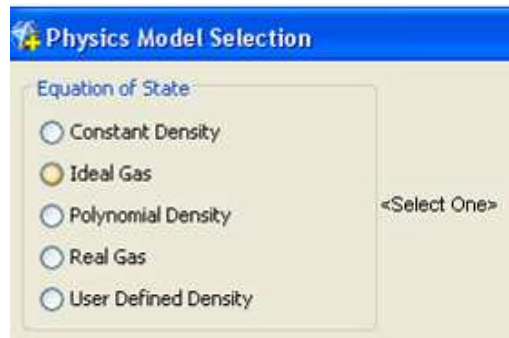 Physics Model Selection
Equation of State
Constant Density
Ideal Gas
Polynomial Density
<Select One>
Real Gas
User Defined Density